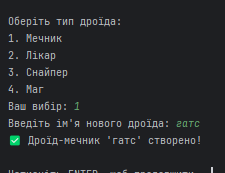 Оберіть тип дроїда:
1. Мечник
2. Лікар
3. Снайпер
4. Маг
Ваш вибір: 1
Введіть ім'я нового дроїда: гатс
✅ Дроїд-мечник 'гатс' створено!